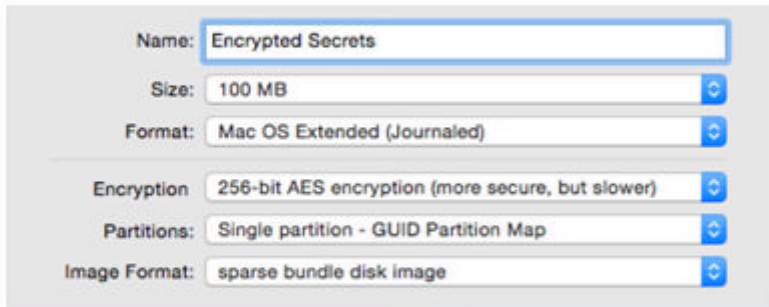 Name: Encrypted Secrets
Size: 100 MB
Format: Mac OS Extended (Journaled)
Encryption 256-bit AES encryption (more secure, but slower)
Partitions: Single partition - GUID Partition Map
Image Format: sparse bundle disk image